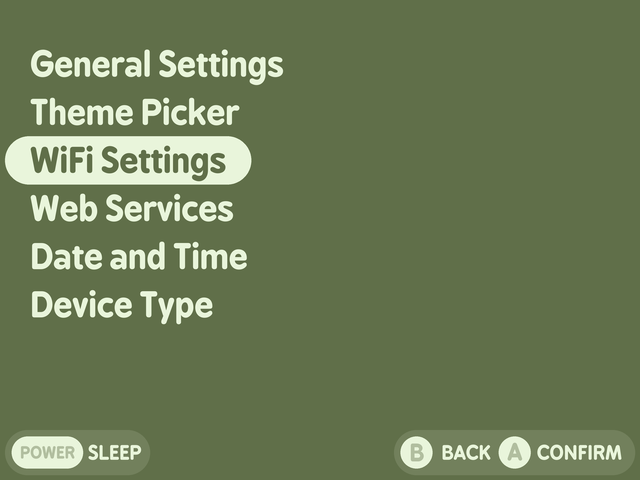 General Settings
Theme Picker
WiFi Settings
Web Services
Date and Time
Device Type
POWER SLEEP B BACK A CONFIRM